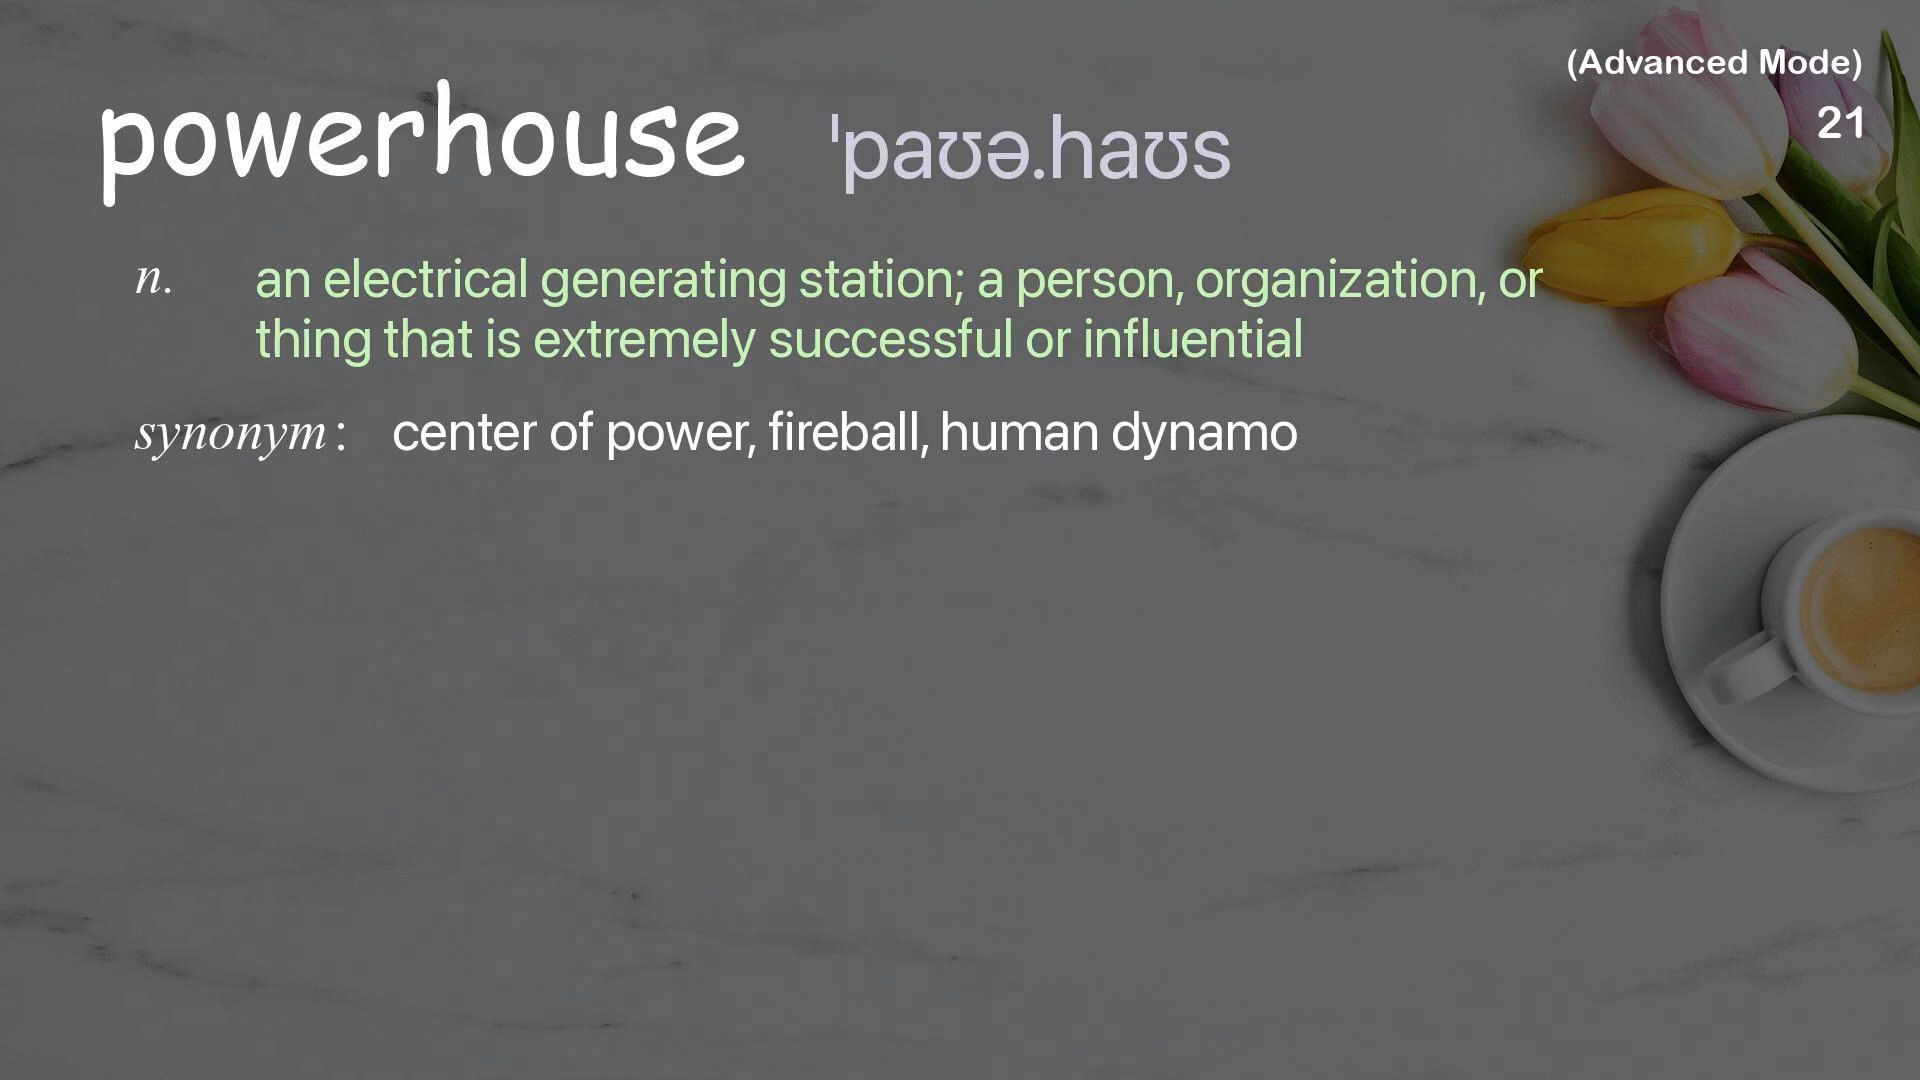 (Advanced Mode)
21
powerhouse ˈpaʊə.haʊs
n. an electrical generating station; a person, organization, or
thing that is extremely successful or influential
synonym: center of power, fireball, human dynamo